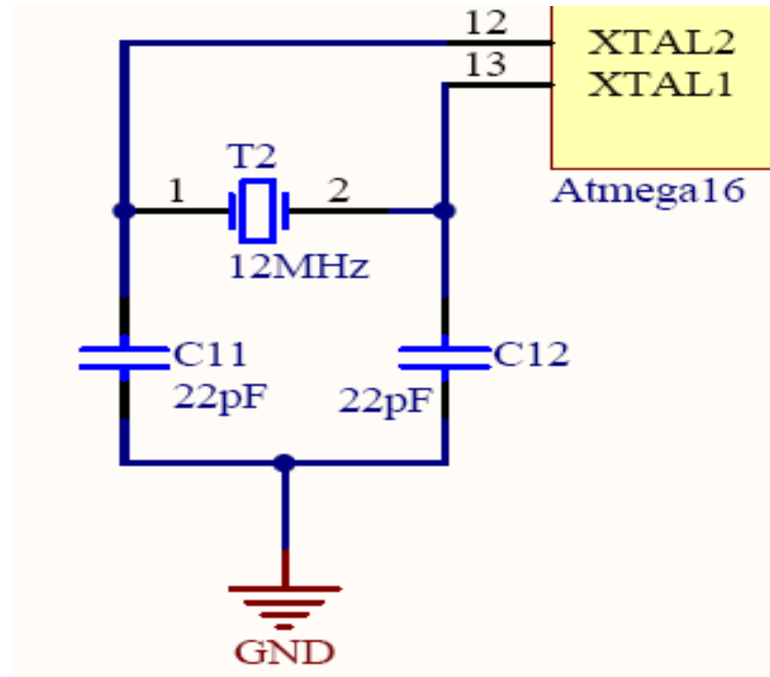 12
XTAL2
13
XTAL1
T2
1
2
Atmega16
12MHz
C11
C12
22pF
22pF
GND